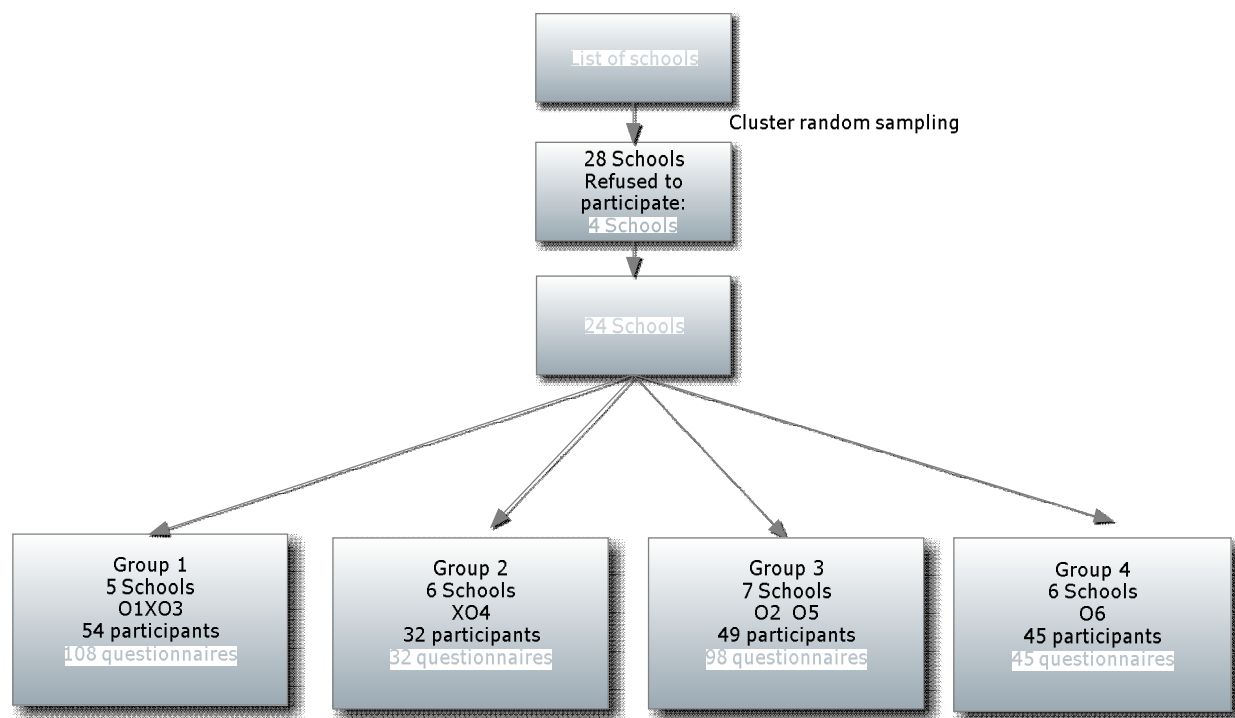 List of schools
Cluster random sampling
28 Schools
Refused to
participate:
4 Schools
24 Schools
Group 1
5 Schools
O1XO3
54 participants
108 questionnaires
Group 2
6 Schools
XO4
32 participants
32 questionnaires
Group 3
7 Schools
O2 O5
49 participants
98 questionnaires
Group 4
6 Schools
O6
45 participants
45 questionnaires